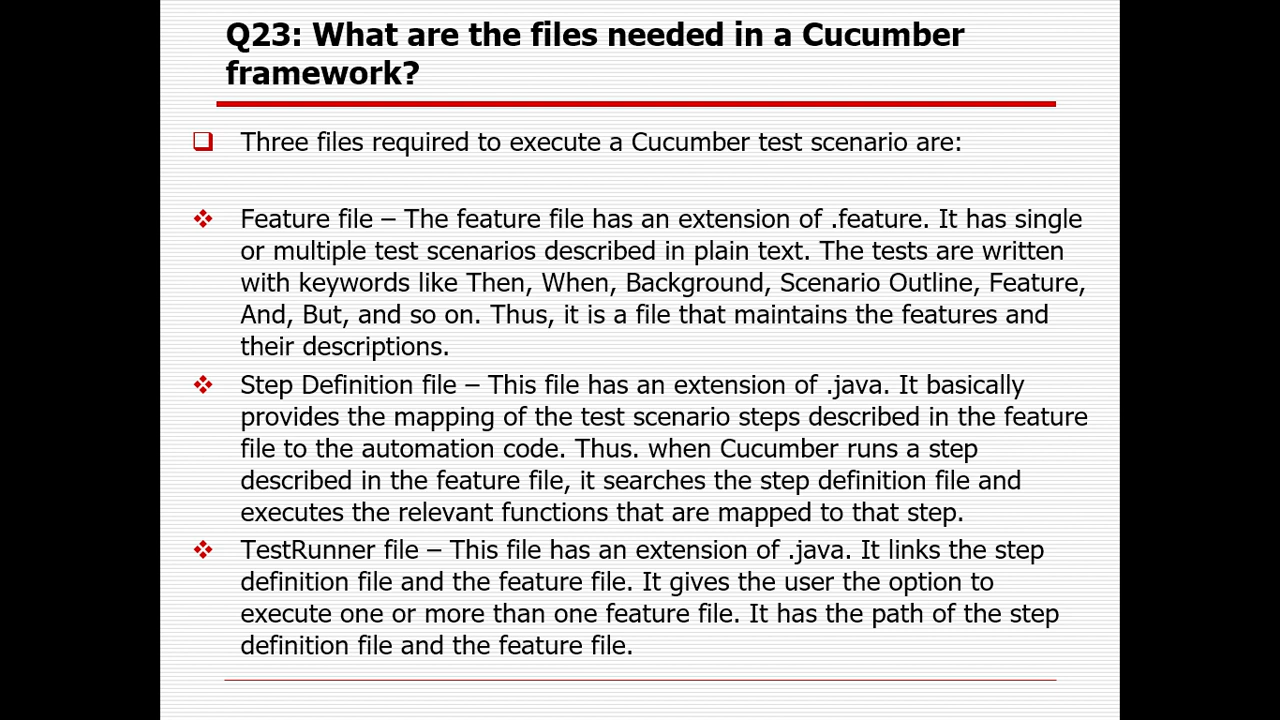 Q23: What are the files needed in a Cucumber
framework?
Three files required to execute a Cucumber test scenario are:
Feature file – The feature file has an extension of .feature. It has single
or multiple test scenarios described in plain text. The tests are written
with keywords like Then, When, Background, Scenario Outline, Feature,
And, But, and so on. Thus, it is a file that maintains the features and
their descriptions.
Step Definition file – This file has an extension of .java. It basically
provides the mapping of the test scenario steps described in the feature
file to the automation code. Thus. when Cucumber runs a step
described in the feature file, it searches the step definition file and
executes the relevant functions that are mapped to that step.
TestRunner file – This file has an extension of .java. It links the step
definition file and the feature file. It gives the user the option to
execute one or more than one feature file. It has the path of the step
definition file and the feature file.